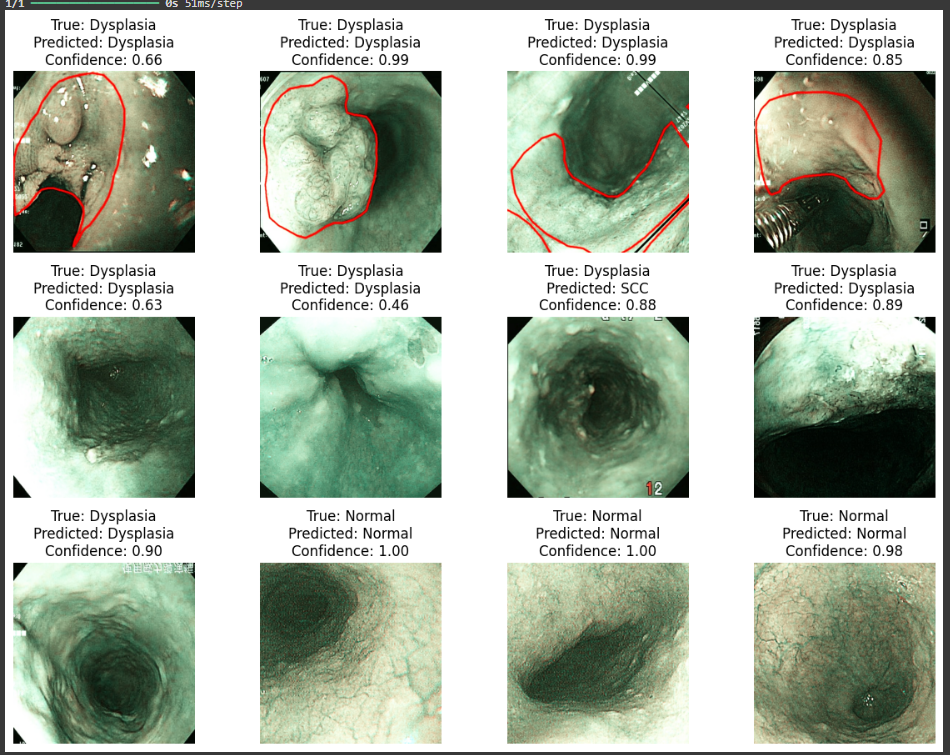 1/1 0s 51ms/step
True: Dysplasia
Predicted: Dysplasia
Confidence: 0.66
True: Dysplasia
Predicted: Dysplasia
Confidence: 0.99
True: Dysplasia
Predicted: Dysplasia
Confidence: 0.99
True: Dysplasia
Predicted: Dysplasia
Confidence: 0.85
True: Dysplasia
Predicted: Dysplasia
Confidence: 0.63
True: Dysplasia
Predicted: Dysplasia
Confidence: 0.46
True: Dysplasia
Predicted: SCC
Confidence: 0.88
12
True: Dysplasia
Predicted: Dysplasia
Confidence: 0.89
True: Dysplasia
Predicted: Dysplasia
Confidence: 0.90
True: Normal
Predicted: Normal
Confidence: 1.00
True: Normal
Predicted: Normal
Confidence: 1.00
True: Normal
Predicted: Normal
Confidence: 0.98